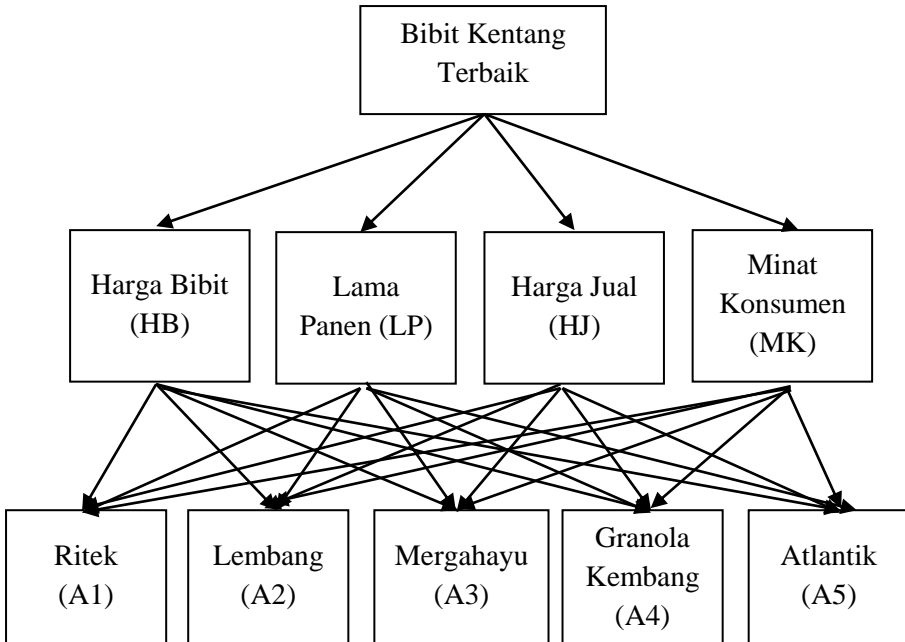 Bibit Kentang
Terbaik
Harga Bibit
(HB)
Lama
Panen (LP)
Harga Jual
(HJ)
Minat
Konsumen
(MK)
Ritek
(A1)
Lembang
(A2)
Mergahayu
(A3)
Granola
Kembang
(A4)
Atlantik
(A5)